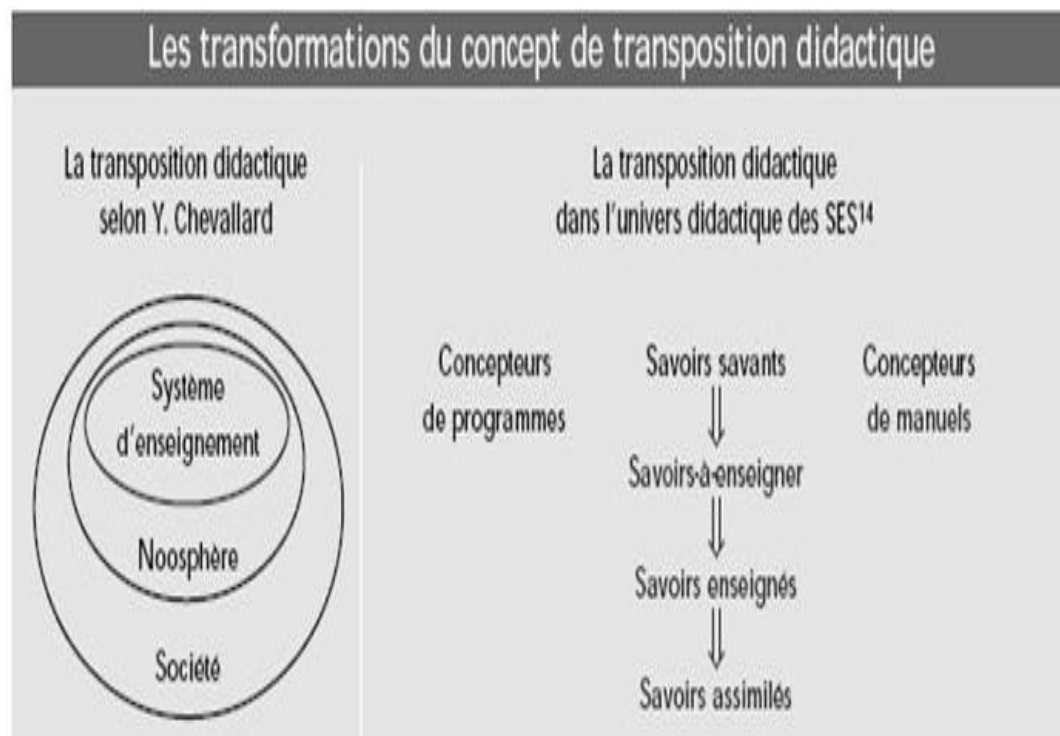 Les transformations du concept de transposition didactique
La transposition didactique
selon Y. Chevallard
Système
d'enseignement
Noosphère
Société
La transposition didactique
dans l'univers didactique des SES¹⁴
Concepteurs
de programmes
Savoirs savants
Savoirs-à-enseigner
Savoirs enseignés
Savoirs assimilés
Concepteurs
de manuels